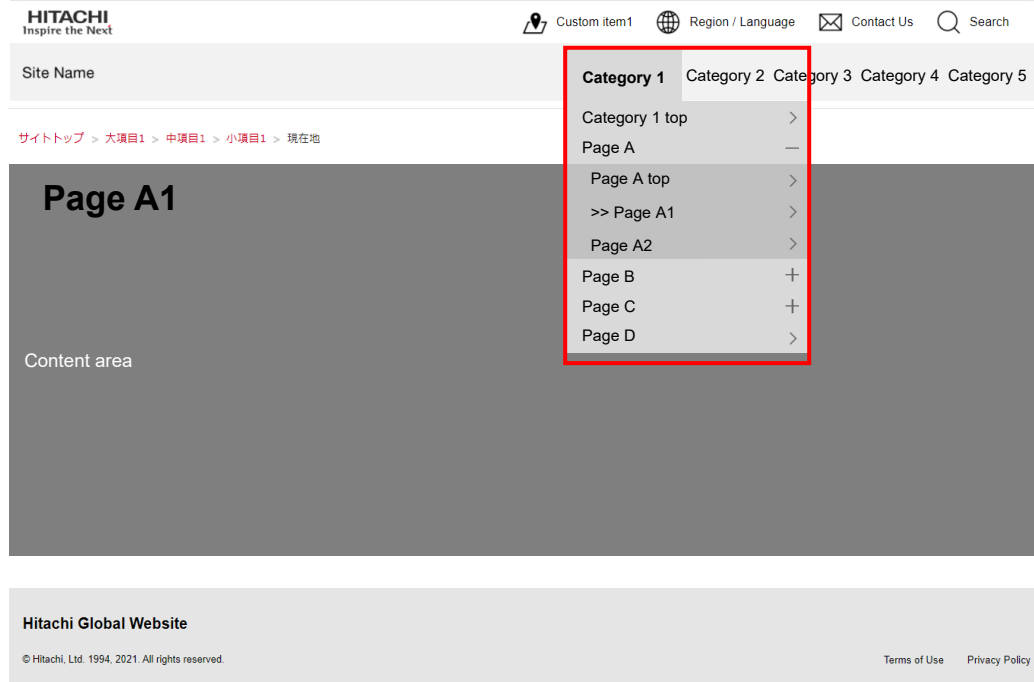 HITACHI
Inspire the Next
Custom item1
Region / Language
Contact Us
Search
Site Name
Category 1
Category 2
Category 3
Category 4
Category 5
Category 1 top
Page A
Page A top
>> Page A1
Page A2
Page B
Page C
Page D
サイトトップ > 大項目1 > 中項目1 > 小項目1 > 現在地
Page A1
Content area
Hitachi Global Website
© Hitachi, Ltd. 1994, 2021. All rights reserved.
Terms of Use
Privacy Policy